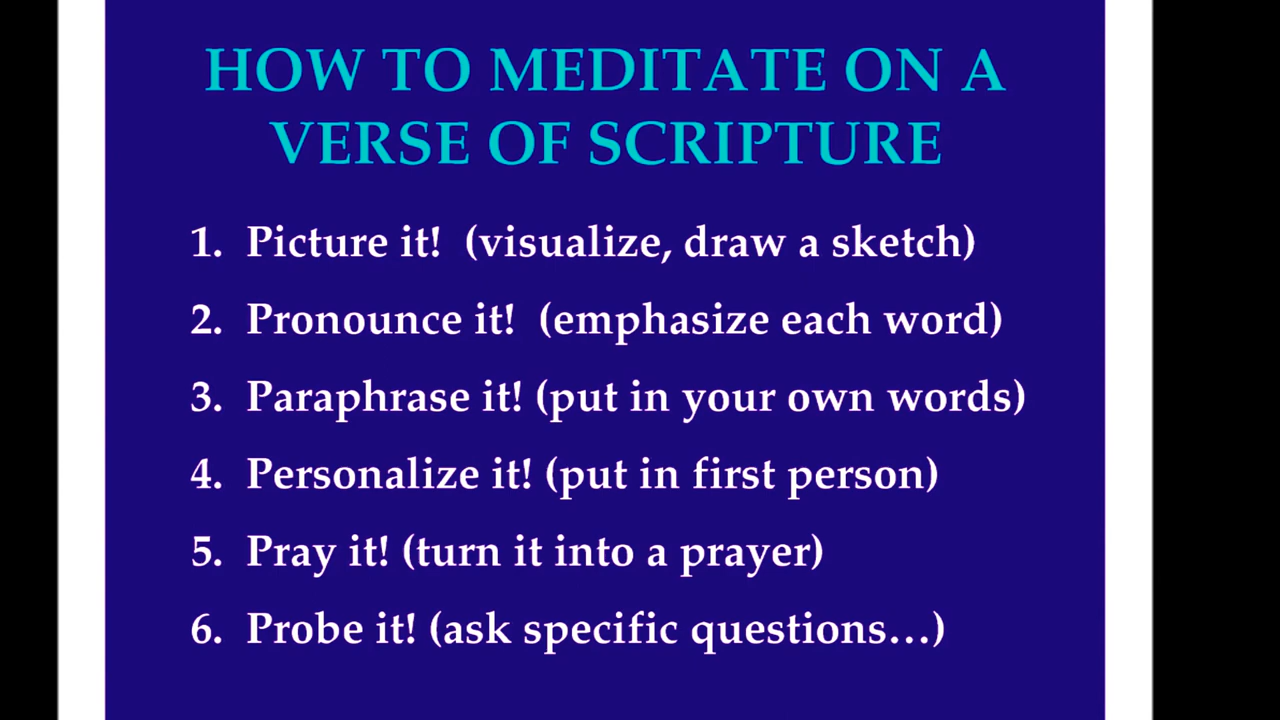 HOW TO MEDITATE ON A
VERSE OF SCRIPTURE
1. Picture it! (visualize, draw a sketch)
2. Pronounce it! (emphasize each word)
3. Paraphrase it! (put in your own words)
4. Personalize it! (put in first person)
5. Pray it! (turn it into a prayer)
6. Probe it! (ask specific questions…)